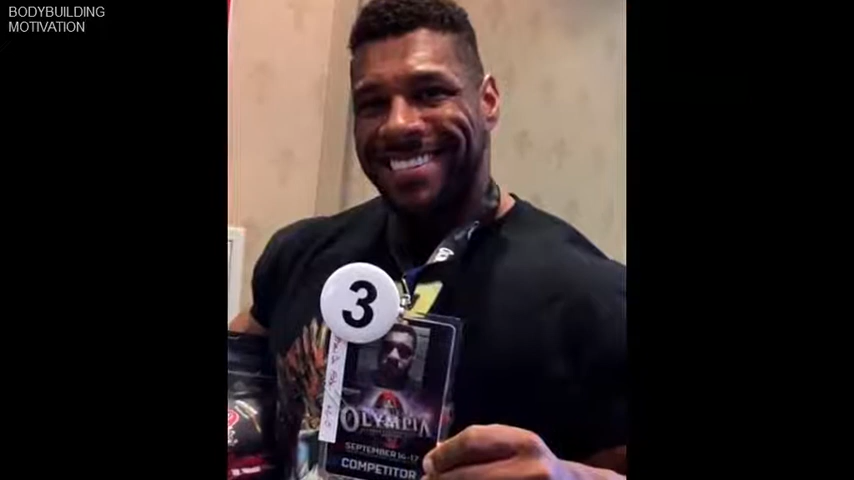 BODYBUILDING
MOTIVATION
3
OLYMPIA
SEPTEMBER 14-17
COMPETITOR